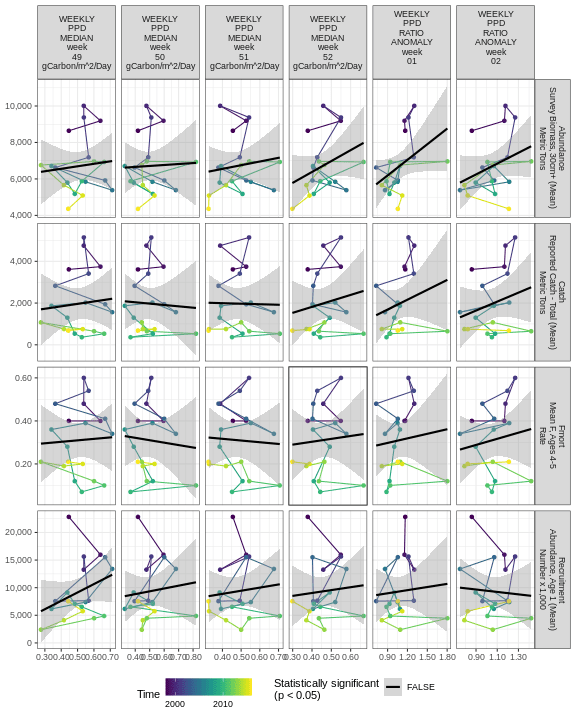 WEEKLY
PPD
MEDIAN
week
49
gCarbon/m^2/Day
WEEKLY
PPD
MEDIAN
week
50
gCarbon/m^2/Day
WEEKLY
PPD
MEDIAN
week
51
gCarbon/m^2/Day
WEEKLY
PPD
MEDIAN
week
52
gCarbon/m^2/Day
WEEKLY
PPD
RATIO
ANOMALY
week
01
WEEKLY
PPD
RATIO
ANOMALY
week
02
10,000
8,000
6,000
4,000
Abundance
Survey Biomass, 30cm+ (Mean)
Metric Tons
4,000
2,000
0
Catch
Reported Catch - Total (Mean)
Metric Tons
0.60
0.40
0.20
Fmort
Mean F, Ages 4-5
Rate
20,000
15,000
10,000
5,000
0
Recruitment
Abundance, Age 1 (Mean)
Number x 1,000
0.30 0.40 0.50 0.60 0.70
0.40 0.50 0.60 0.70 0.80
0.40 0.50 0.60 0.70
0.30 0.40 0.50 0.60
0.90 1.20 1.50 1.80
0.90 1.10 1.30
Time
2000 2010
Statistically significant
(p < 0.05)
FALSE